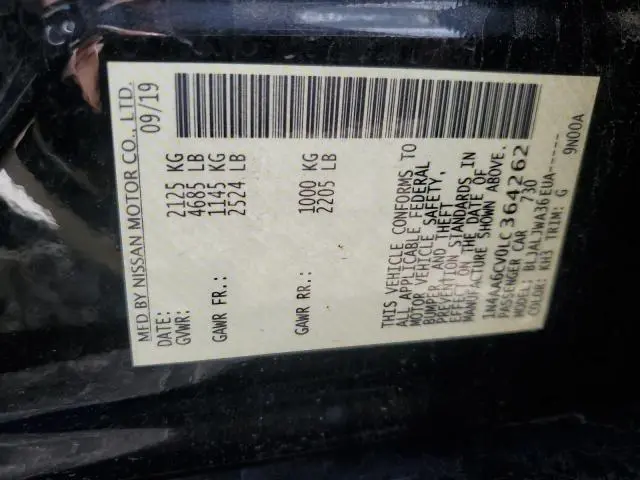 MFD BY NISSAN MOTOR CO., LTD.
DATE: 09/19
GVWR: 2125 KG
4685 LB
GAWR FR.: 1145 KG
2524 LB
GAWR RR.: 1000 KG
2205 LB
THIS VEHICLE CONFORMS TO
ALL APPLICABLE FEDERAL
MOTOR VEHICLE SAFETY,
BUMPER, AND THEFT
PREVENTION STANDARDS IN
EFFECT ON THE DATE OF
MANUFACTURE SHOWN ABOVE.
1N4AA6CV0LC364262
PASSENGER CAR 730
MODEL: BLJALJWA36EUA-----
COLOR: KH3 TRIM: G 9N00A